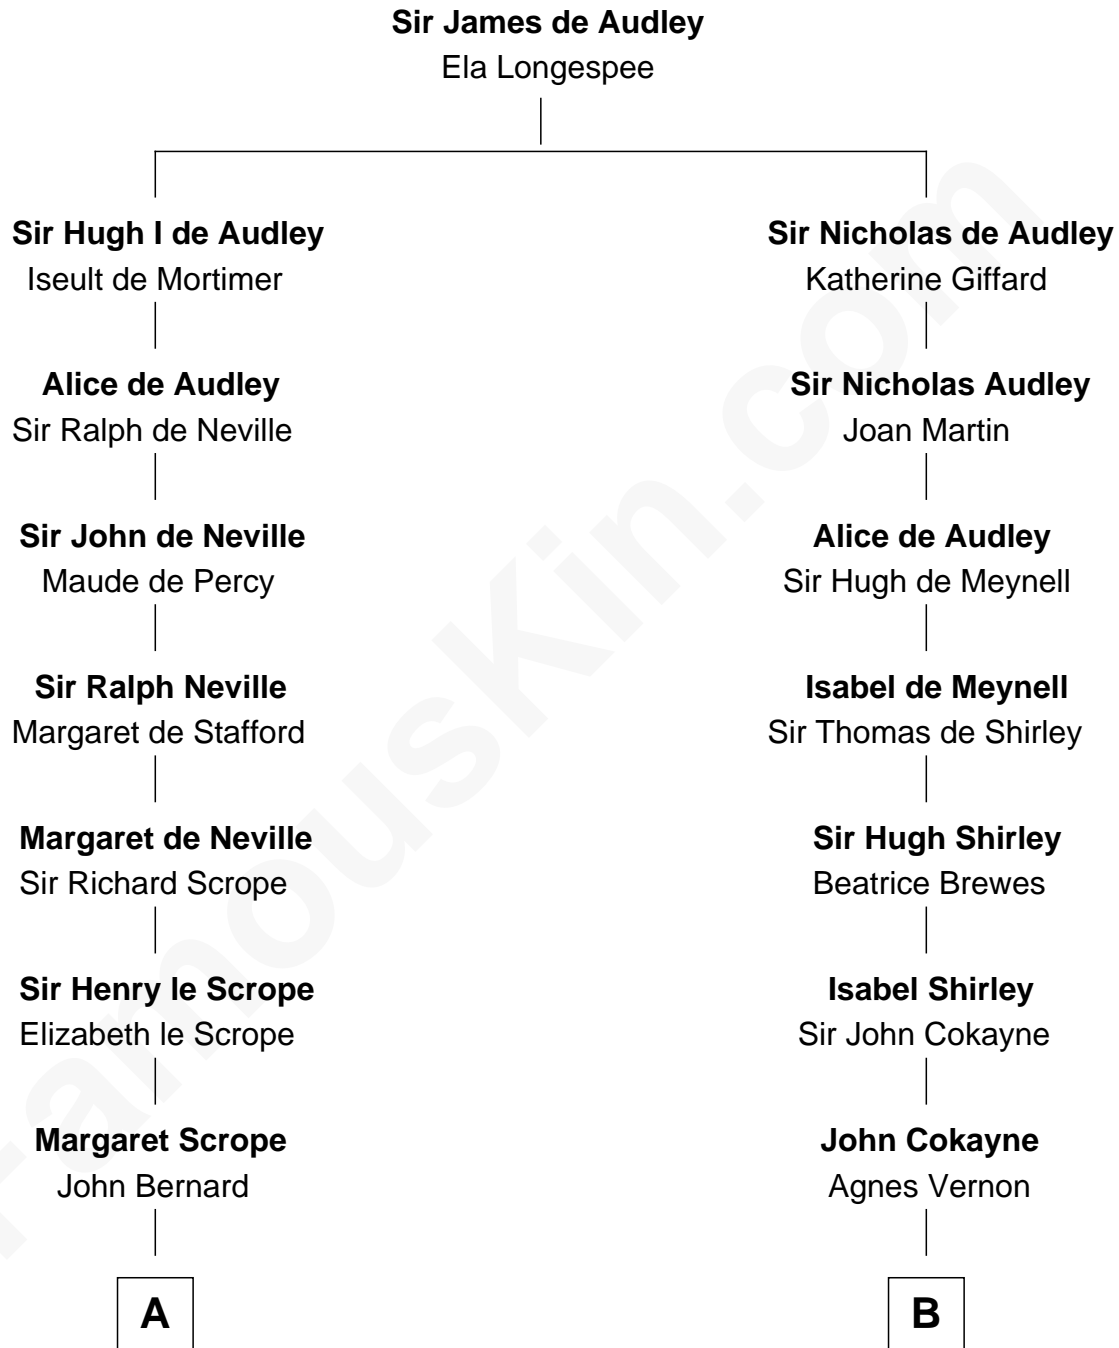 Sir James de Audley
Ela Longespee
Sir Hugh I de Audley
Iseult de Mortimer
Sir Nicholas de Audley
Katherine Giffard
Alice de Audley
Sir Ralph de Neville
Sir Nicholas Audley
Joan Martin
Sir John de Neville
Maude de Percy
Alice de Audley
Sir Hugh de Meynell
Sir Ralph Neville
Margaret de Stafford
Isabel de Meynell
Sir Thomas de Shirley
Margaret de Neville
Sir Richard Scrope
Sir Hugh Shirley
Beatrice Brewes
Sir Henry le Scrope
Elizabeth le Scrope
Isabel Shirley
Sir John Cokayne
Margaret Scrope
John Bernard
John Cokayne
Agnes Vernon
A
B
FamousKin.com